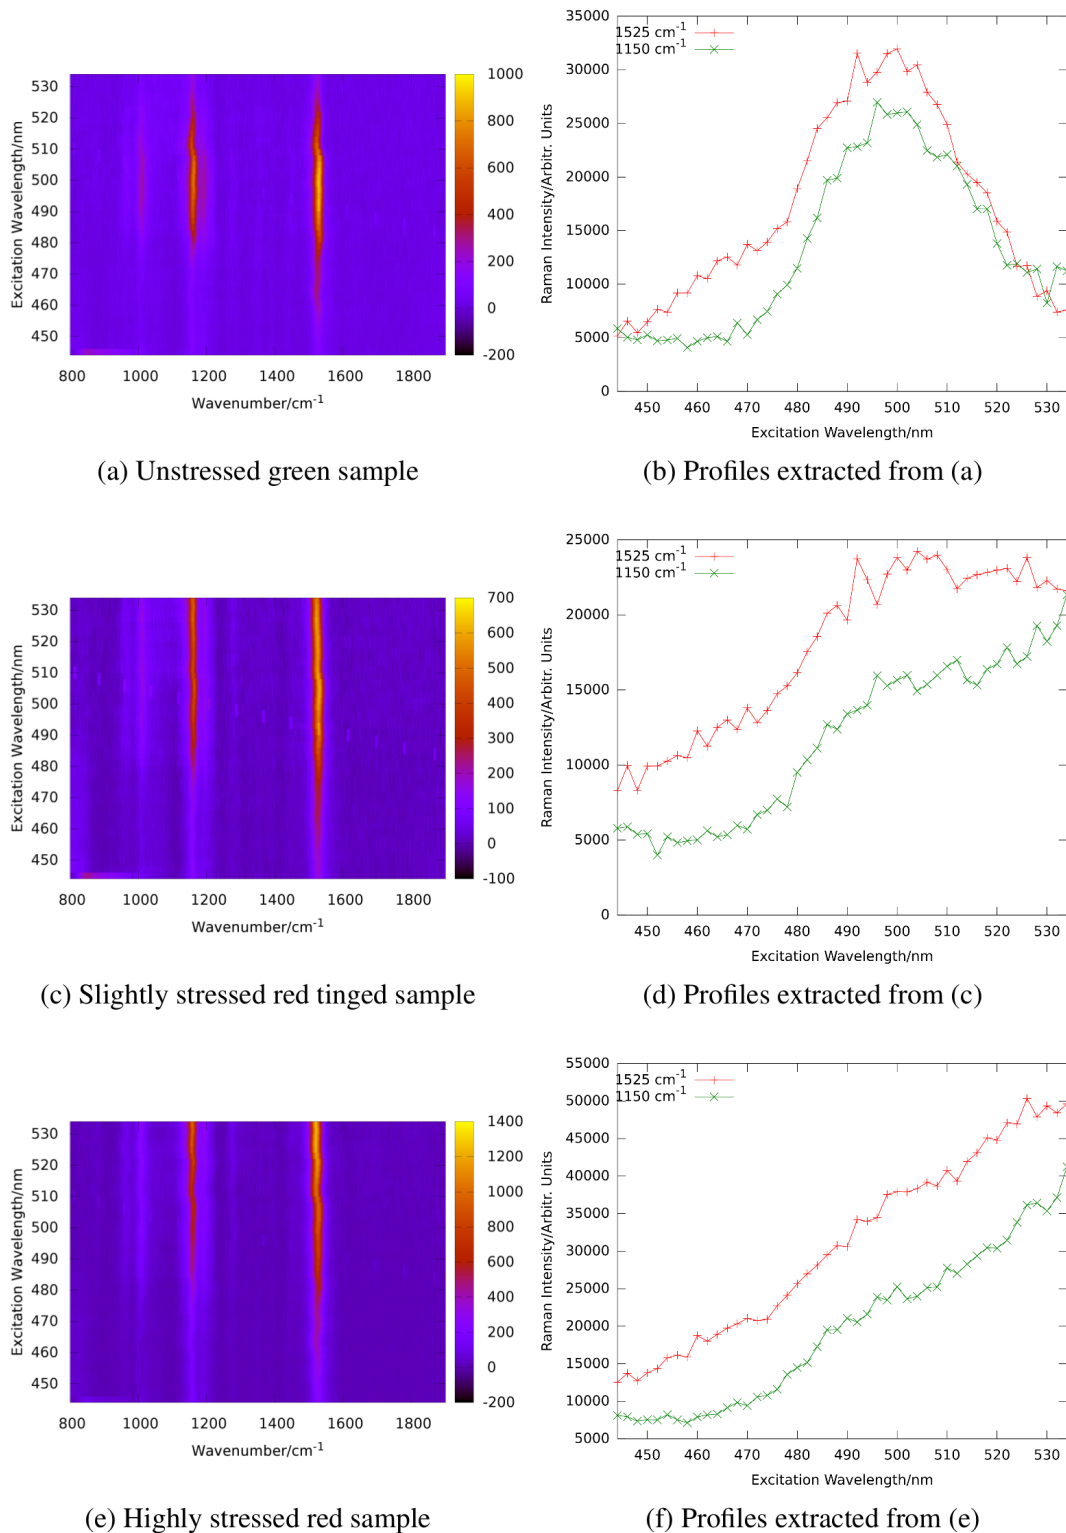 530
520
510
500
490
480
470
460
450
Excitation Wavelength/nm
800 1000 1200 1400 1600 1800
Wavenumber/cm-1
1000
800
600
400
200
0
-200
35000
30000
25000
20000
15000
10000
5000
0
Raman Intensity/Arbitr. Units
1525 cm-1
1150 cm-1
450 460 470 480 490 500 510 520 530
Excitation Wavelength/nm
(a) Unstressed green sample
(b) Profiles extracted from (a)
530
520
510
500
490
480
470
460
450
Excitation Wavelength/nm
800 1000 1200 1400 1600 1800
Wavenumber/cm-1
700
600
500
400
300
200
100
0
-100
25000
20000
15000
10000
5000
0
Raman Intensity/Arbitr. Units
1525 cm-1
1150 cm-1
450 460 470 480 490 500 510 520 530
Excitation Wavelength/nm
(c) Slightly stressed red tinged sample
(d) Profiles extracted from (c)
530
520
510
500
490
480
470
460
450
Excitation Wavelength/nm
800 1000 1200 1400 1600 1800
Wavenumber/cm-1
1400
1200
1000
800
600
400
200
0
-200
55000
50000
45000
40000
35000
30000
25000
20000
15000
10000
5000
Raman Intensity/Arbitr. Units
1525 cm-1
1150 cm-1
450 460 470 480 490 500 510 520 530
Excitation Wavelength/nm
(e) Highly stressed red sample
(f) Profiles extracted from (e)